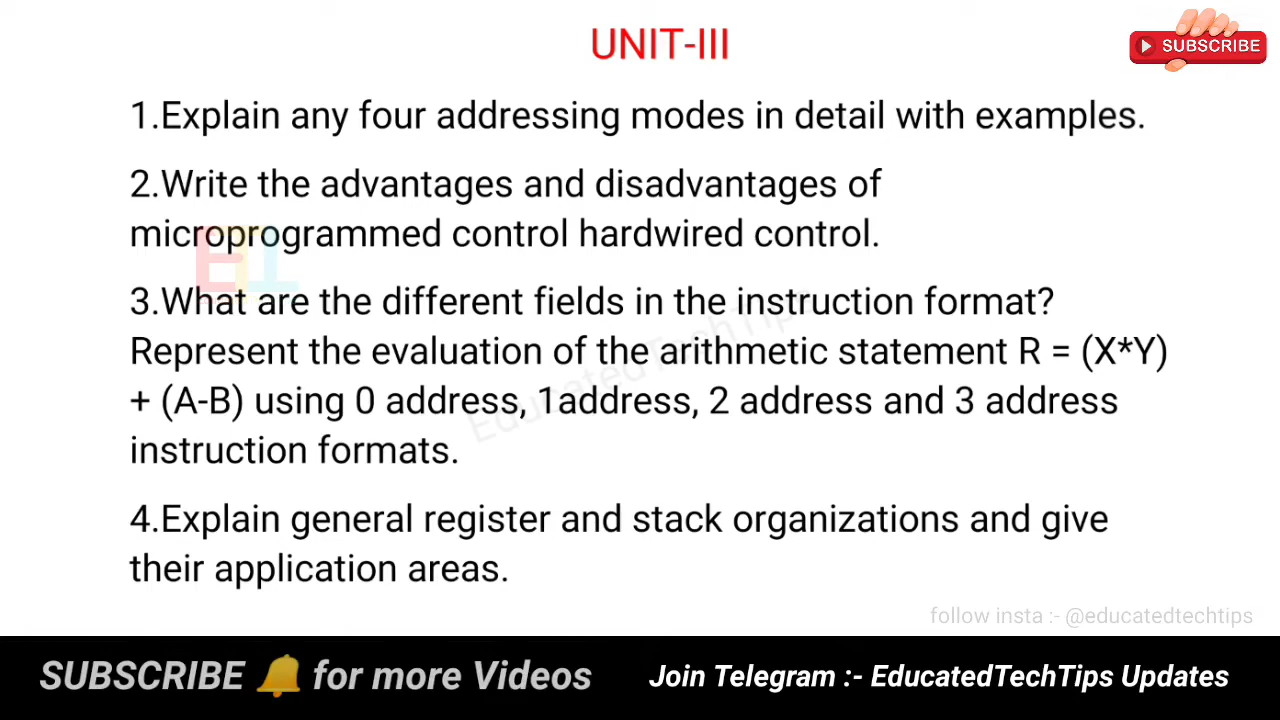 UNIT-III
SUBSCRIBE
1.Explain any four addressing modes in detail with examples.
2.Write the advantages and disadvantages of
microprogrammed control hardwired control.
ETT
3.What are the different fields in the instruction format?
Represent the evaluation of the arithmetic statement R = (X*Y)
+ (A-B) using 0 address, 1address, 2 address and 3 address
instruction formats.
EducatedTechTips
4.Explain general register and stack organizations and give
their application areas.
follow insta :- @educatedtechtips
SUBSCRIBE for more Videos
Join Telegram :- EducatedTechTips Updates